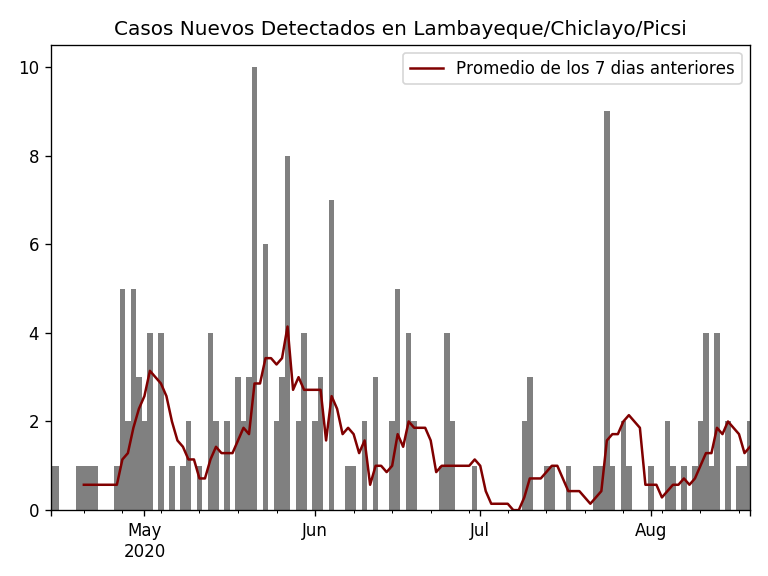 Casos Nuevos Detectados en Lambayeque/Chiclayo/Picsi
Promedio de los 7 dias anteriores
10
8
6
4
2
0
May Jun Jul Aug
2020